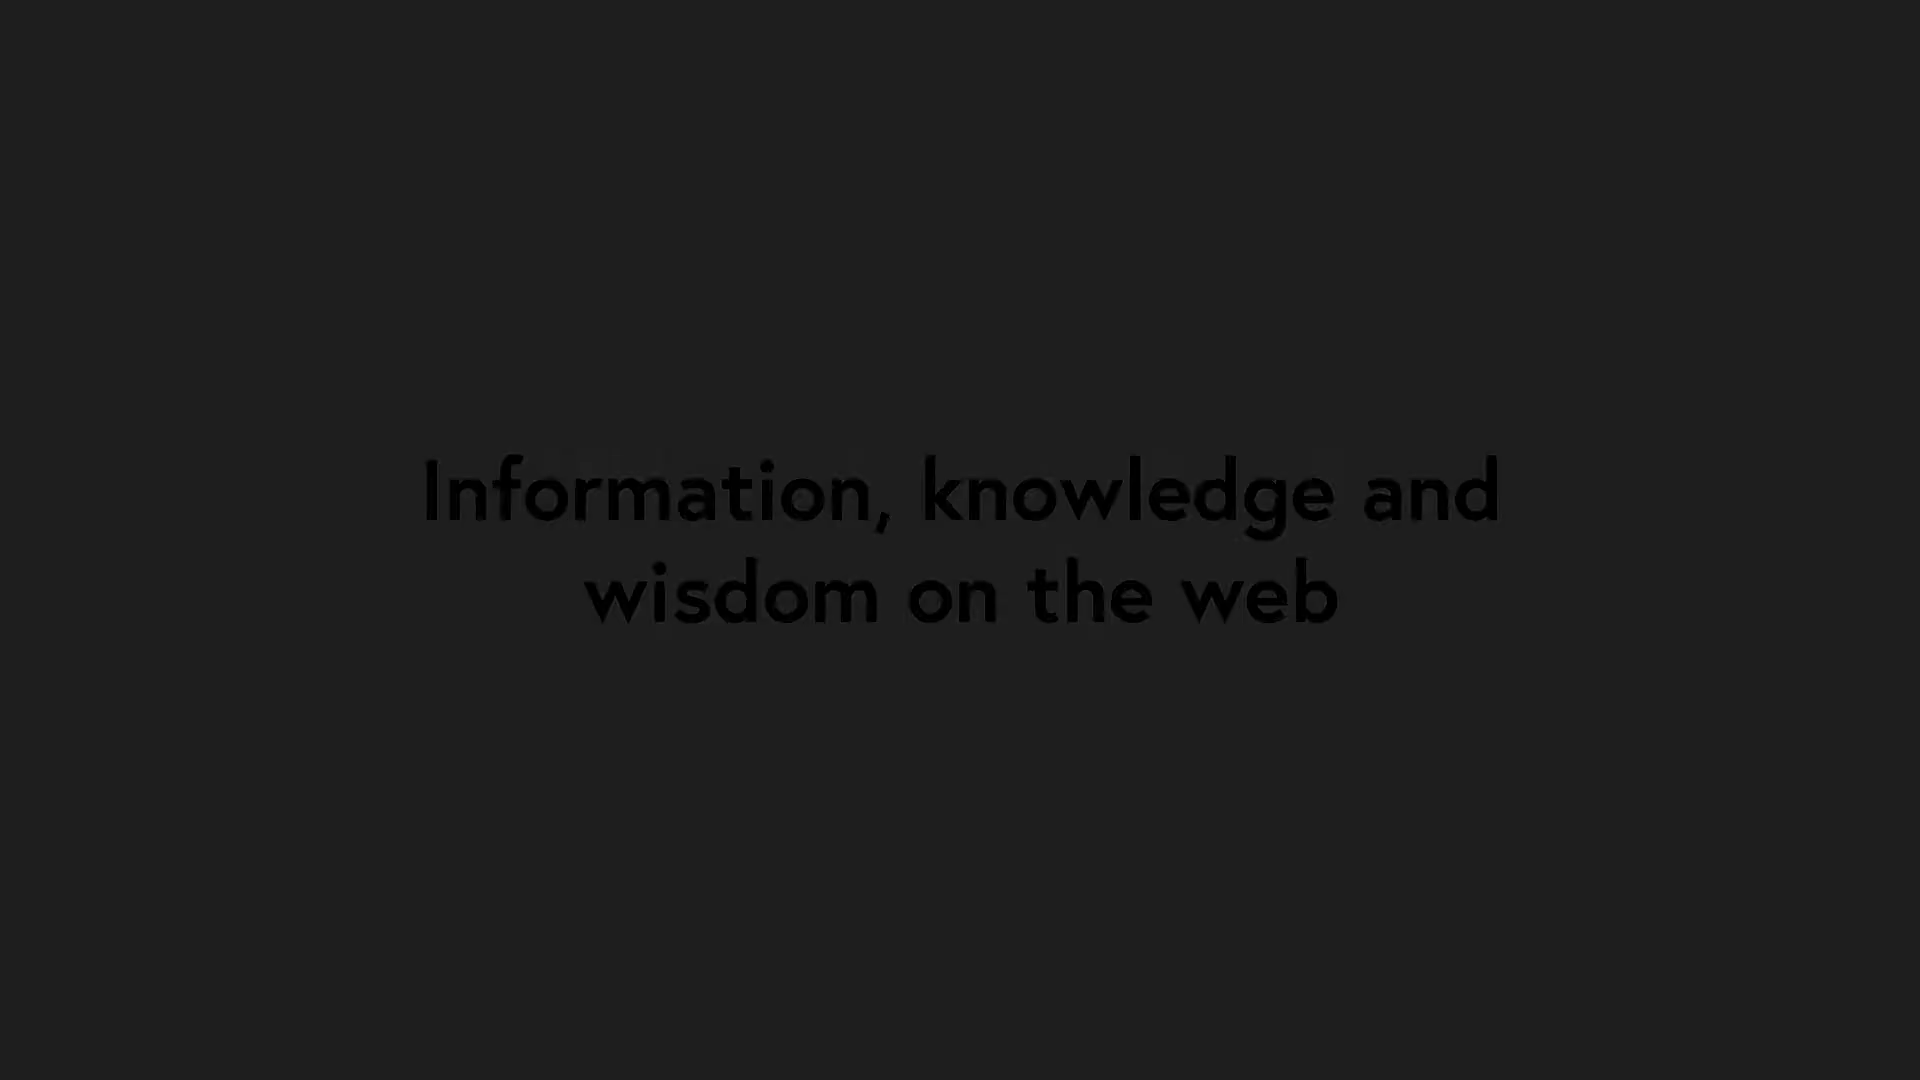 Information, knowledge and
wisdom on the web